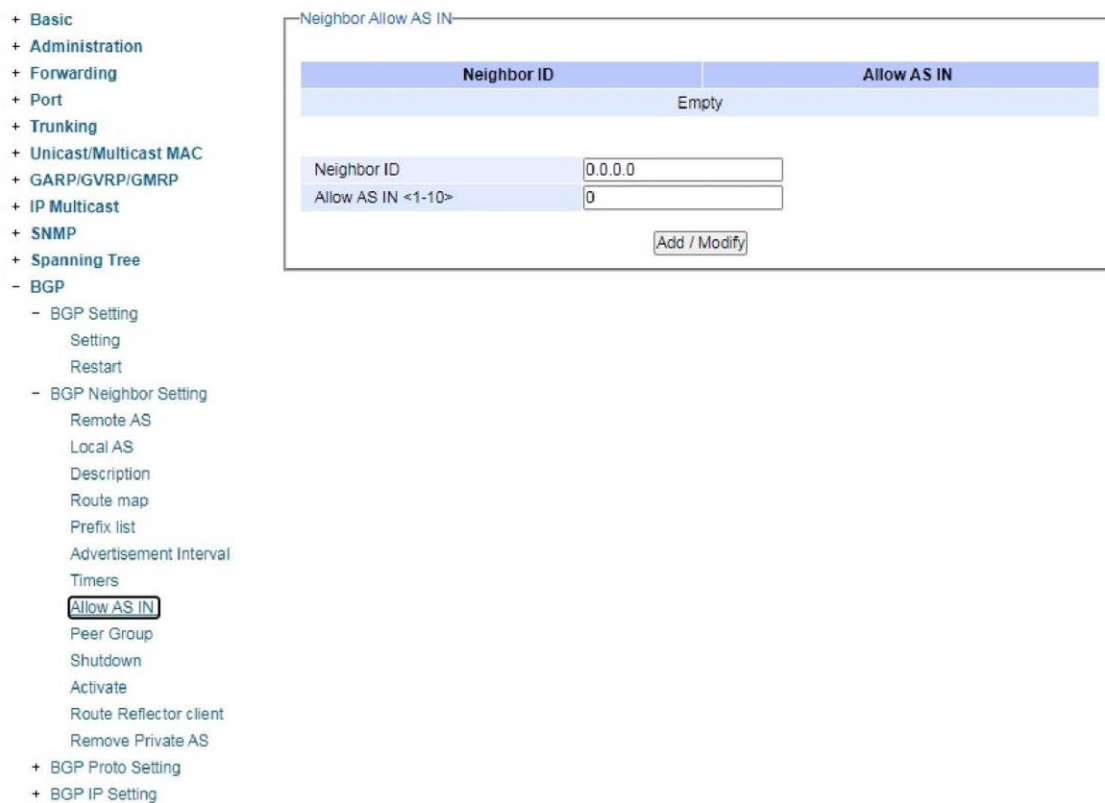 + Basic
+ Administration
+ Forwarding
+ Port
+ Trunking
+ Unicast/Multicast MAC
+ GARP/GVRP/GMRP
+ IP Multicast
+ SNMP
+ Spanning Tree
- BGP
- BGP Setting
Setting
Restart
- BGP Neighbor Setting
Remote AS
Local AS
Description
Route map
Prefix list
Advertisement Interval
Timers
Allow AS IN
Peer Group
Shutdown
Activate
Route Reflector client
Remove Private AS
+ BGP Proto Setting
+ BGP IP Setting
Neighbor Allow AS IN
Neighbor ID Allow AS IN
Empty
Neighbor ID 0.0.0.0
Allow AS IN <1-10> 0
Add / Modify